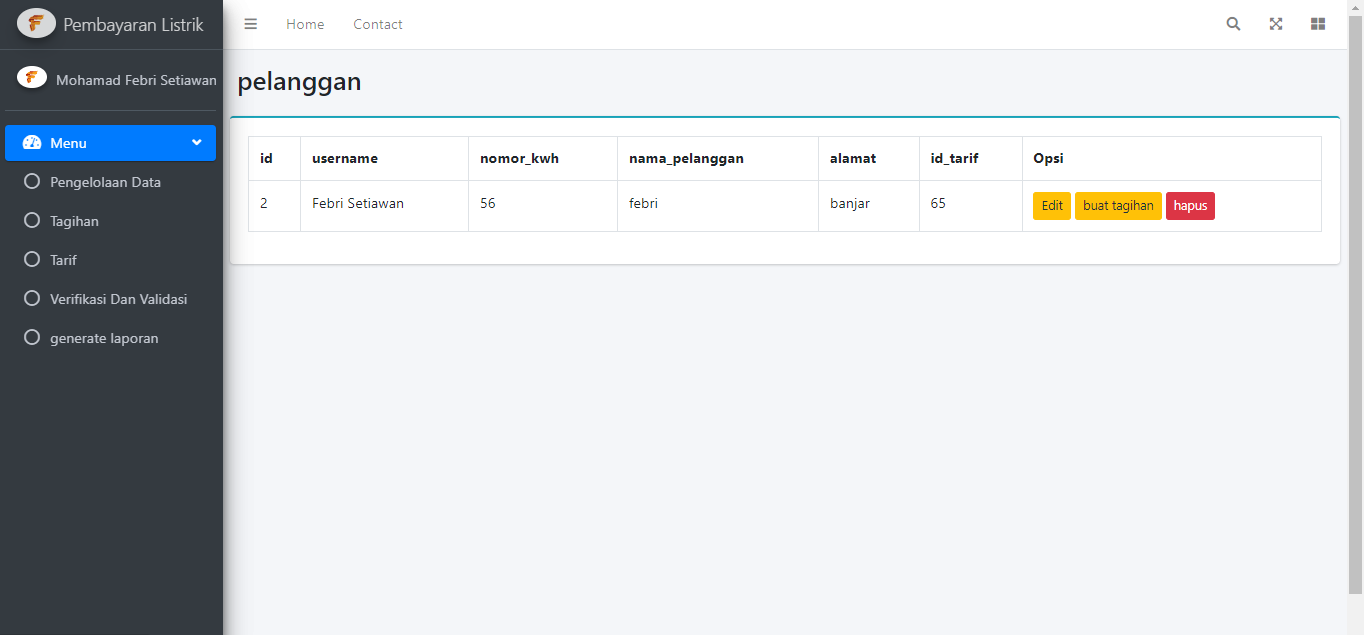 Pembayaran Listrik
Home Contact
Mohamad Febri Setiawan
Menu
Pengelolaan Data
Tagihan
Tarif
Verifikasi Dan Validasi
generate laporan
pelanggan
id username nomor_kwh nama_pelanggan alamat id_tarif Opsi
2 Febri Setiawan 56 febri banjar 65 Edit buat tagihan hapus